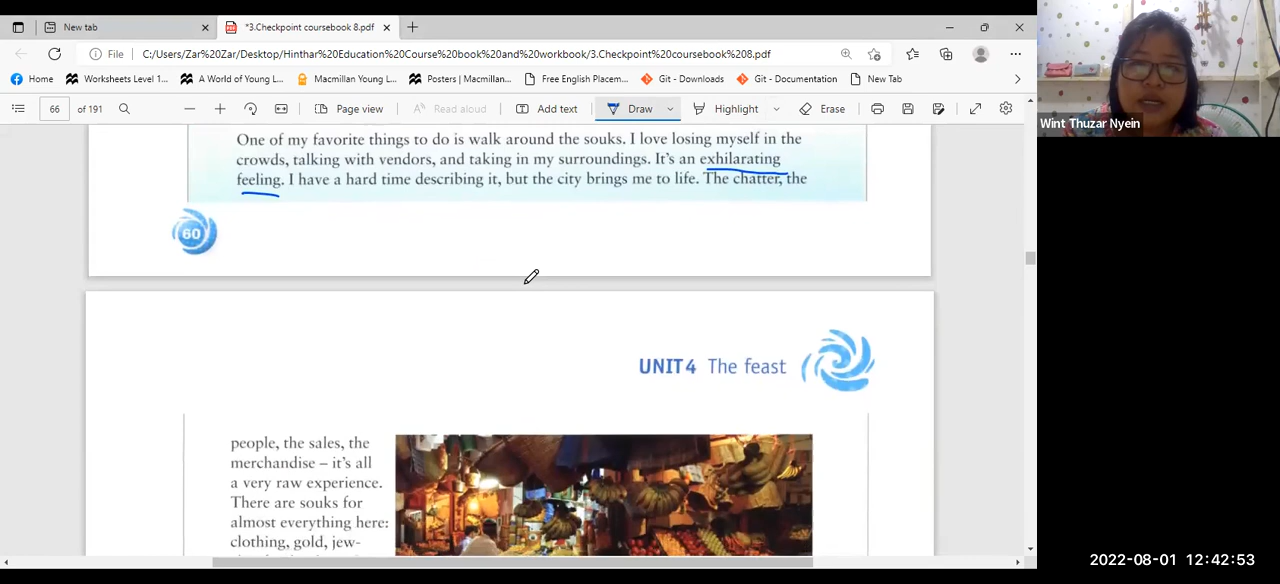 New tab
*3.Checkpoint coursebook 8.pdf
File C:/Users/Zar%20Zar/Desktop/Hinthar%20Education%20Course%20book%20and%20workbook/3.Checkpoint%20coursebook%208.pdf
Home Worksheets Level 1... A World of Young L... Macmillan Young L... Posters | Macmillan... Free English Placem... Git - Downloads Git - Documentation New Tab
66 of 191 Page view Read aloud Add text Draw Highlight Erase
Wint Thuzar Nyein
One of my favorite things to do is walk around the souks. I love losing myself in the
crowds, talking with vendors, and taking in my surroundings. It's an exhilarating
feeling. I have a hard time describing it, but the city brings me to life. The chatter, the
60
UNIT 4 The feast
people, the sales, the
merchandise – it's all
a very raw experience.
There are souks for
almost everything here:
clothing, gold, jew-
2022-08-01 12:42:53